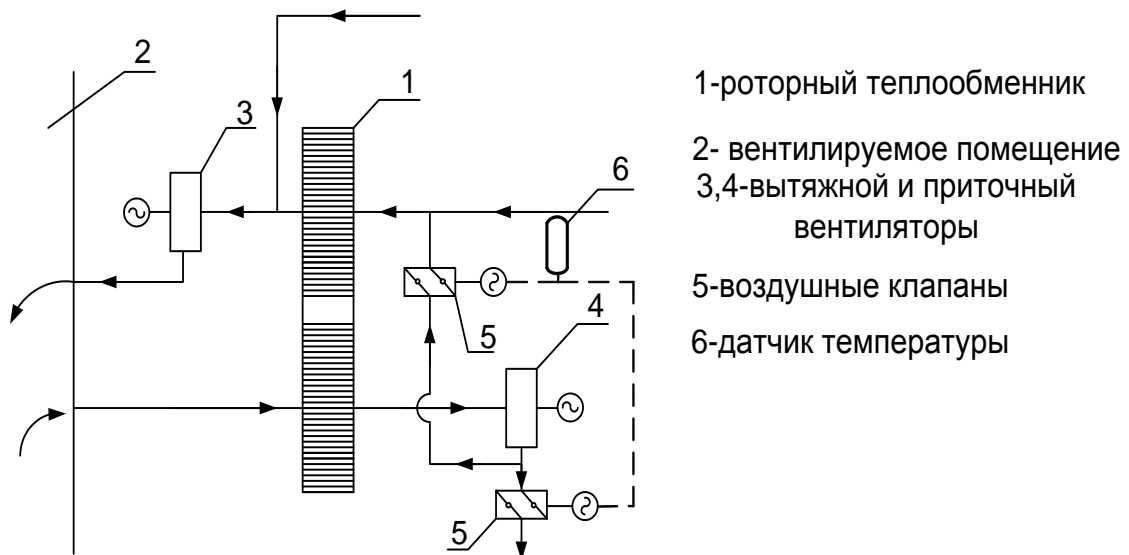 2
3
1
6
5
4
5
1-роторный теплообменник
2- вентилируемое помещение
3,4-вытяжной и приточный
вентиляторы
5-воздушные клапаны
6-датчик температуры